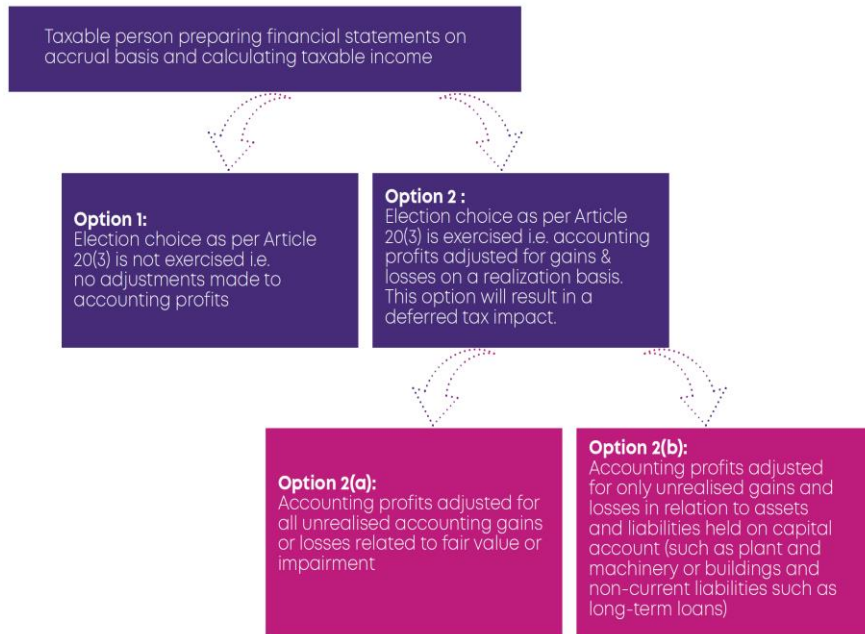 Taxable person preparing financial statements on
accrual basis and calculating taxable income
Option 1:
Election choice as per Article
20(3) is not exercised i.e.
no adjustments made to
accounting profits
Option 2 :
Election choice as per Article
20(3) is exercised i.e. accounting
profits adjusted for gains &
losses on a realization basis.
This option will result in a
deferred tax impact.
Option 2(a):
Accounting profits adjusted for
all unrealised accounting gains
or losses related to fair value or
impairment
Option 2(b):
Accounting profits adjusted
for only unrealised gains and
losses in relation to assets
and liabilities held on capital
account (such as plant and
machinery or buildings and
non-current liabilities such as
long-term loans)